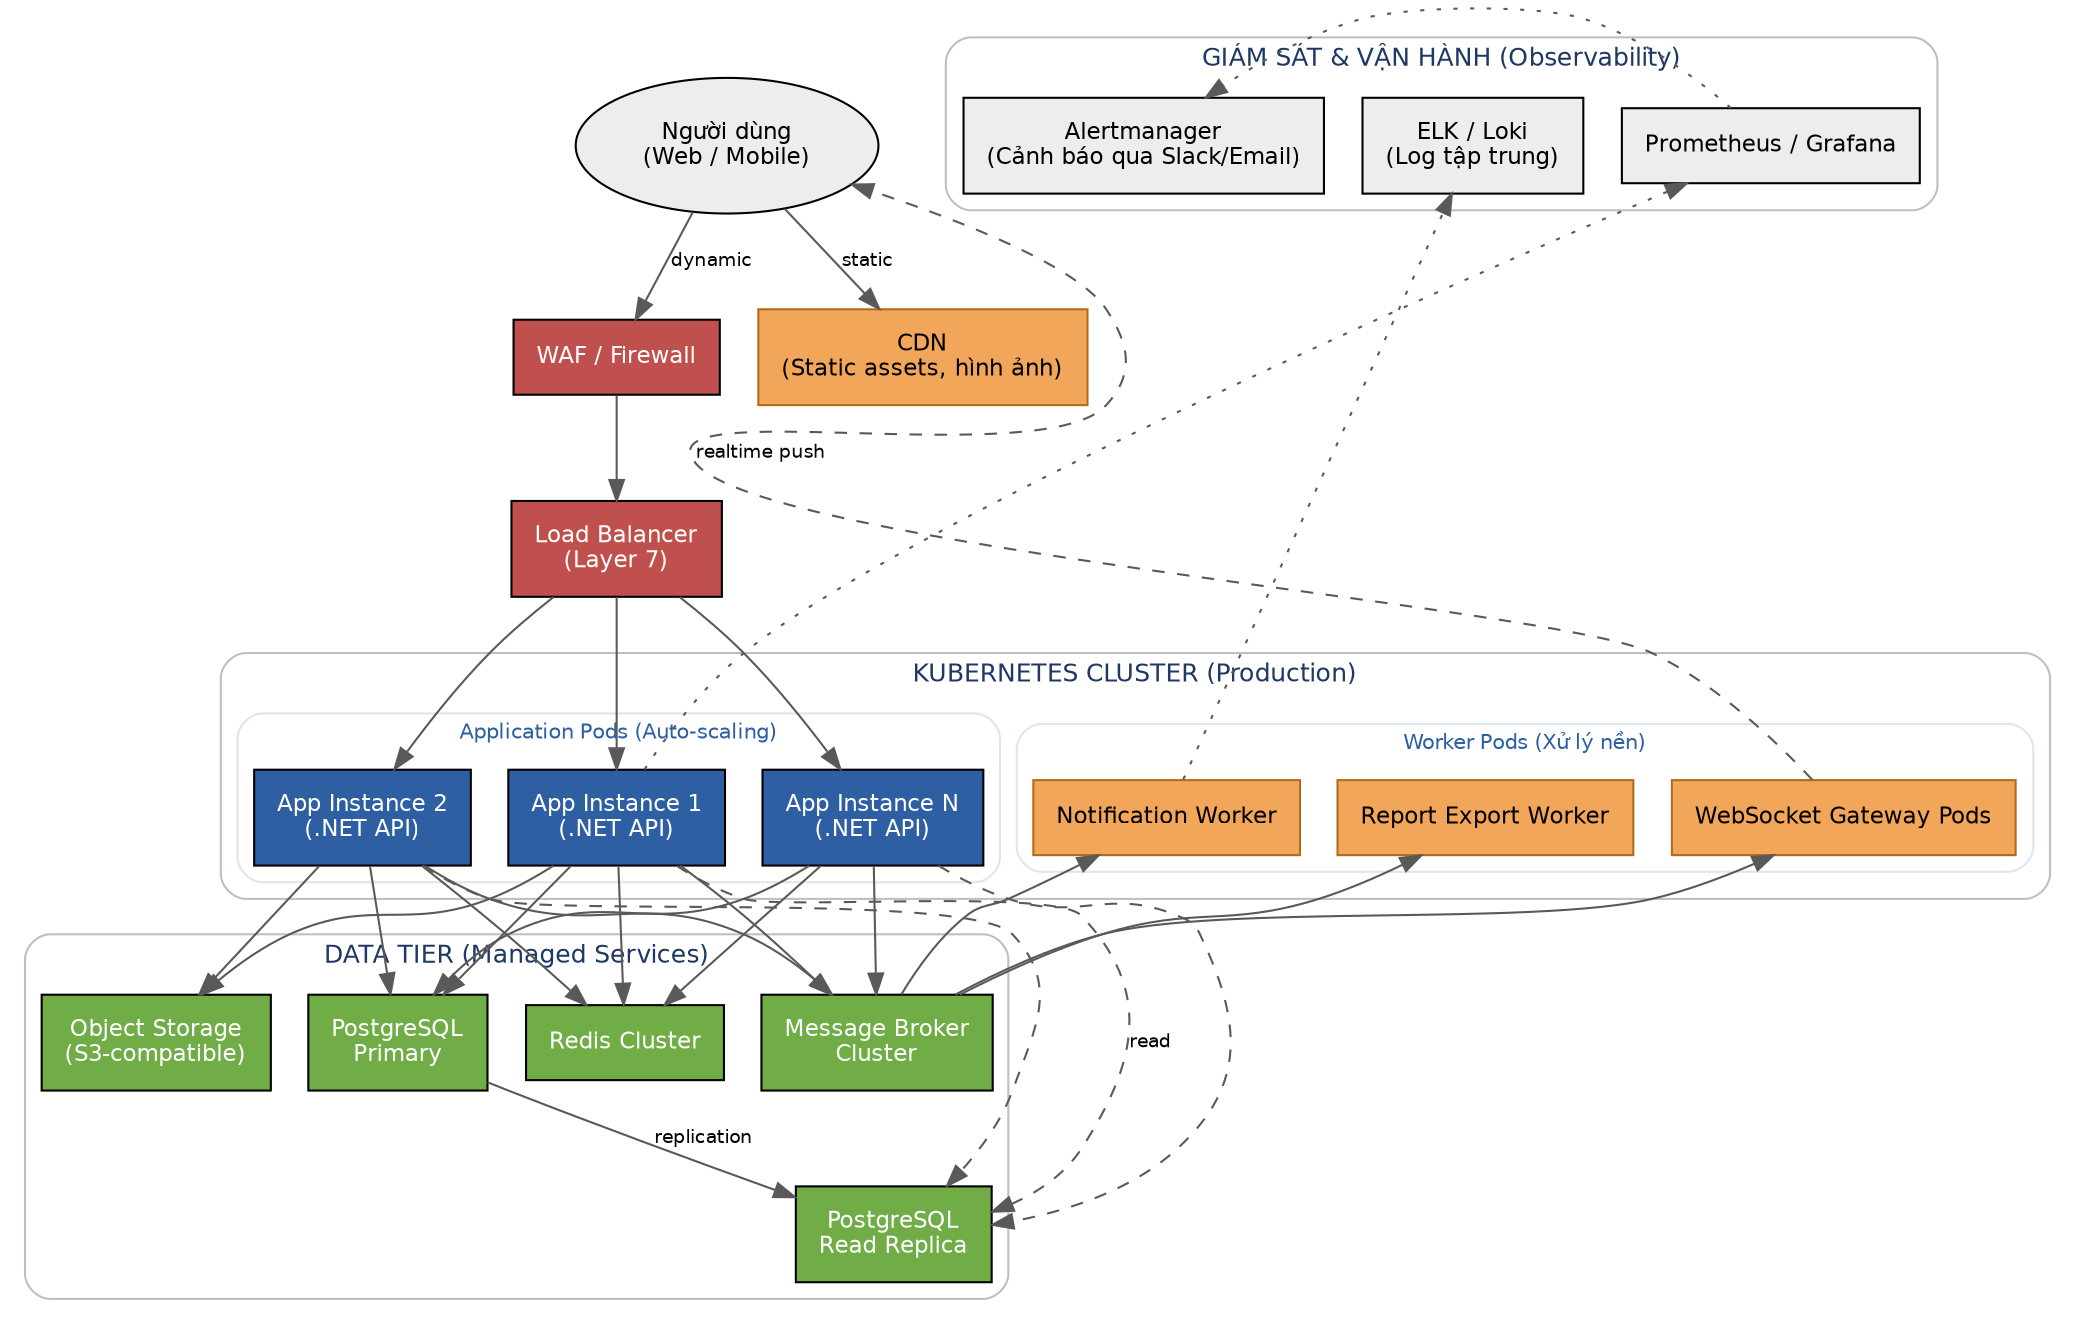 GIÁM SÁT & VẬN HÀNH (Observability)
Người dùng
(Web / Mobile)
Alertmanager
(Cảnh báo qua Slack/Email)
ELK / Loki
(Log tập trung)
Prometheus / Grafana
dynamic
static
WAF / Firewall
CDN
(Static assets, hình ảnh)
realtime push
Load Balancer
(Layer 7)
KUBERNETES CLUSTER (Production)
Application Pods (Auto-scaling)
Worker Pods (Xử lý nền)
App Instance 2
(.NET API)
App Instance 1
(.NET API)
App Instance N
(.NET API)
Notification Worker
Report Export Worker
WebSocket Gateway Pods
DATA TIER (Managed Services)
Object Storage
(S3-compatible)
PostgreSQL
Primary
Redis Cluster
Message Broker
Cluster
read
replication
PostgreSQL
Read Replica